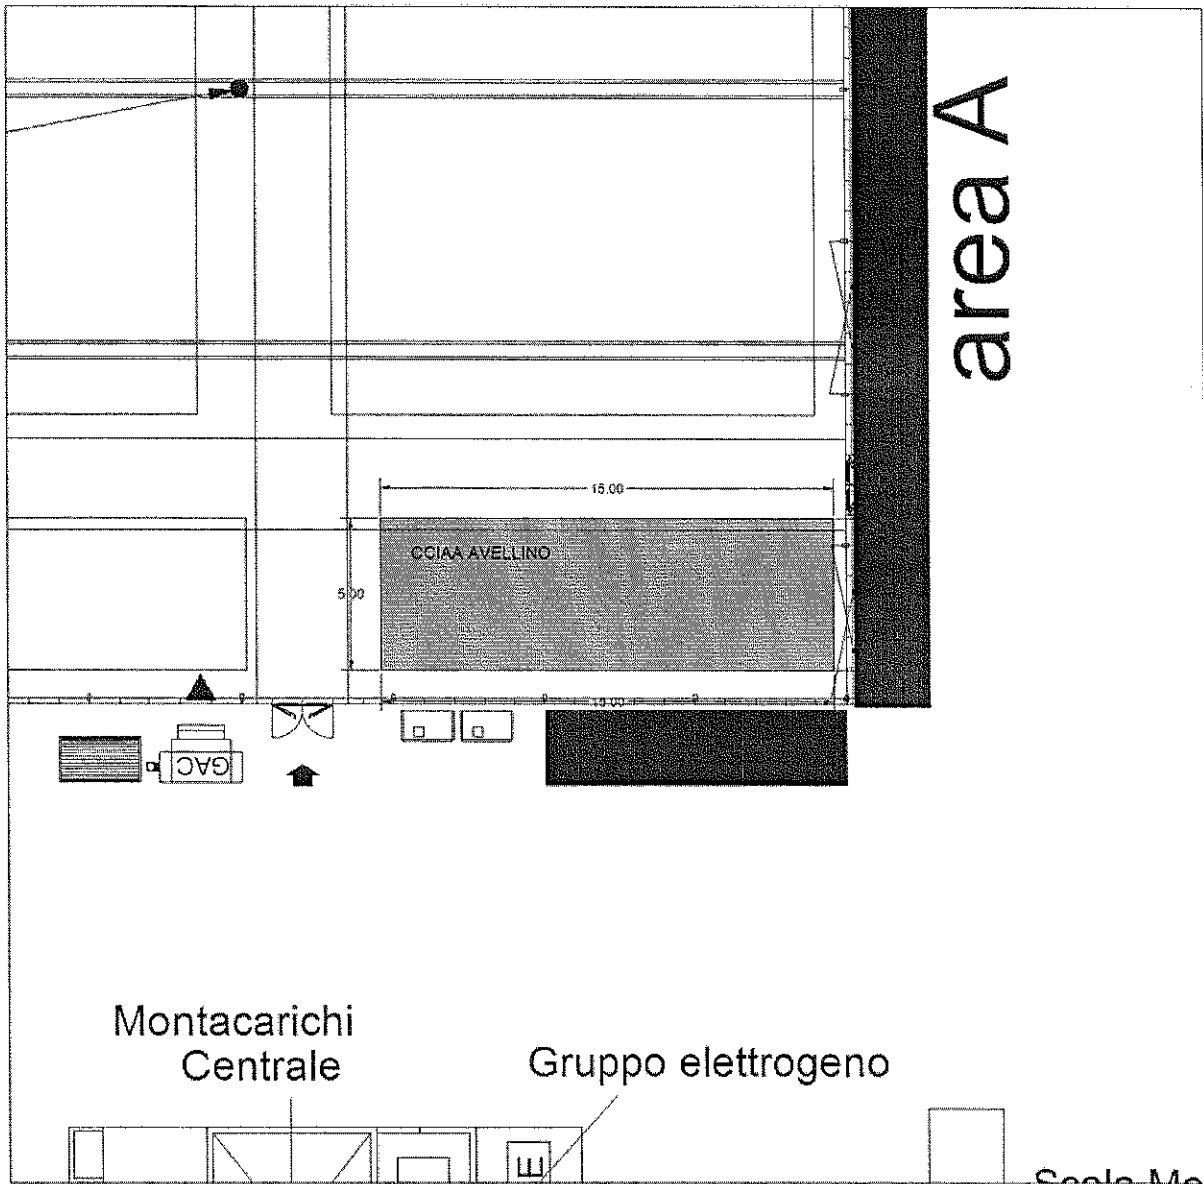 area A
15.00
CCIAA AVELLINO
5.00
15.00
GAC
Montacarichi
Centrale
Gruppo elettrogeno
E